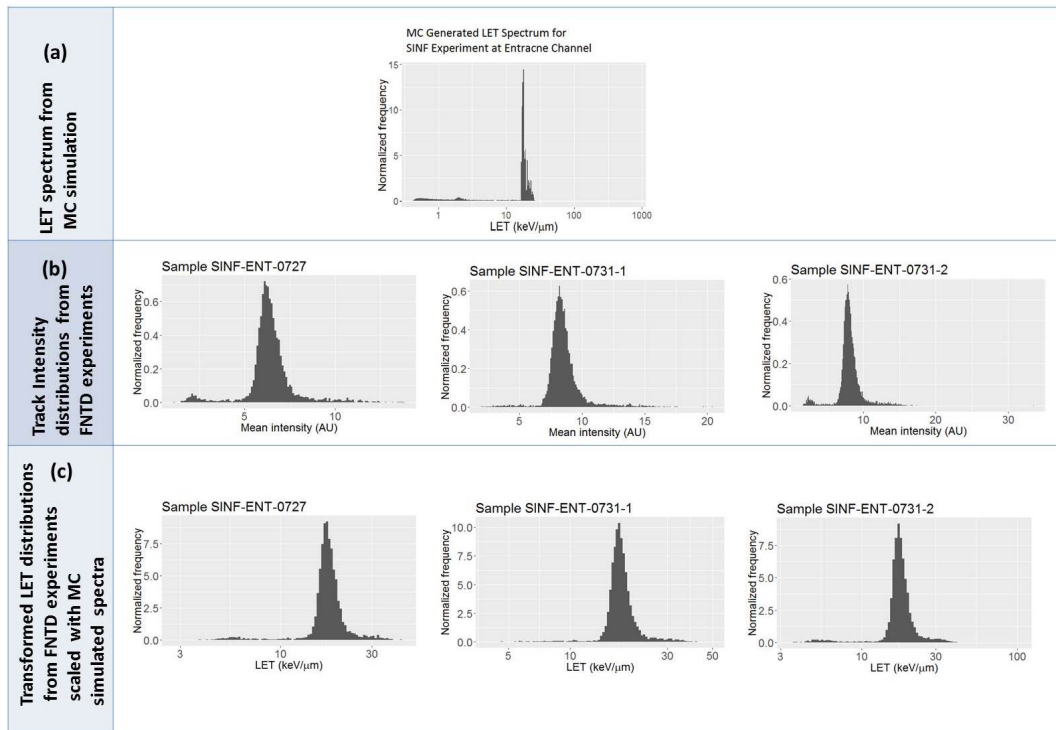 (a)
LET spectrum from
MC simulation
MC Generated LET Spectrum for
SINF Experiment at Entracne Channel
Normalized frequency
15
10
5
0
1
10
100
1000
LET (keV/μm)
(b)
Track Intensity
distributions from
FNTD experiments
Sample SINF-ENT-0727
Normalized frequency
0.6
0.4
0.2
0.0
5
10
Mean intensity (AU)
Sample SINF-ENT-0731-1
Normalized frequency
0.6
0.4
0.2
0.0
5
10
15
20
Mean intensity (AU)
Sample SINF-ENT-0731-2
Normalized frequency
0.6
0.4
0.2
0.0
10
20
30
Mean intensity (AU)
(c)
Transformed LET distributions
from FNTD experiments
scaled with MC
simulated spectra
Sample SINF-ENT-0727
Normalized frequency
7.5
5.0
2.5
0.0
3
10
30
LET (keV/μm)
Sample SINF-ENT-0731-1
Normalized frequency
10.0
7.5
5.0
2.5
0.0
5
10
30
50
LET (keV/μm)
Sample SINF-ENT-0731-2
Normalized frequency
7.5
5.0
2.5
0.0
3
10
30
100
LET (keV/μm)